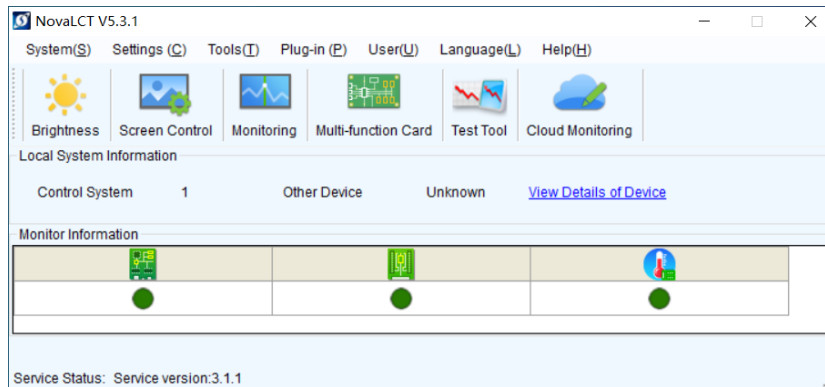 NovaLCT V5.3.1
System(S) Settings (C) Tools(T) Plug-in (P) User(U) Language(L) Help(H)
Brightness Screen Control Monitoring Multi-function Card Test Tool Cloud Monitoring
Local System Information
Control System 1 Other Device Unknown View Details of Device
Monitor Information
Service Status: Service version:3.1.1